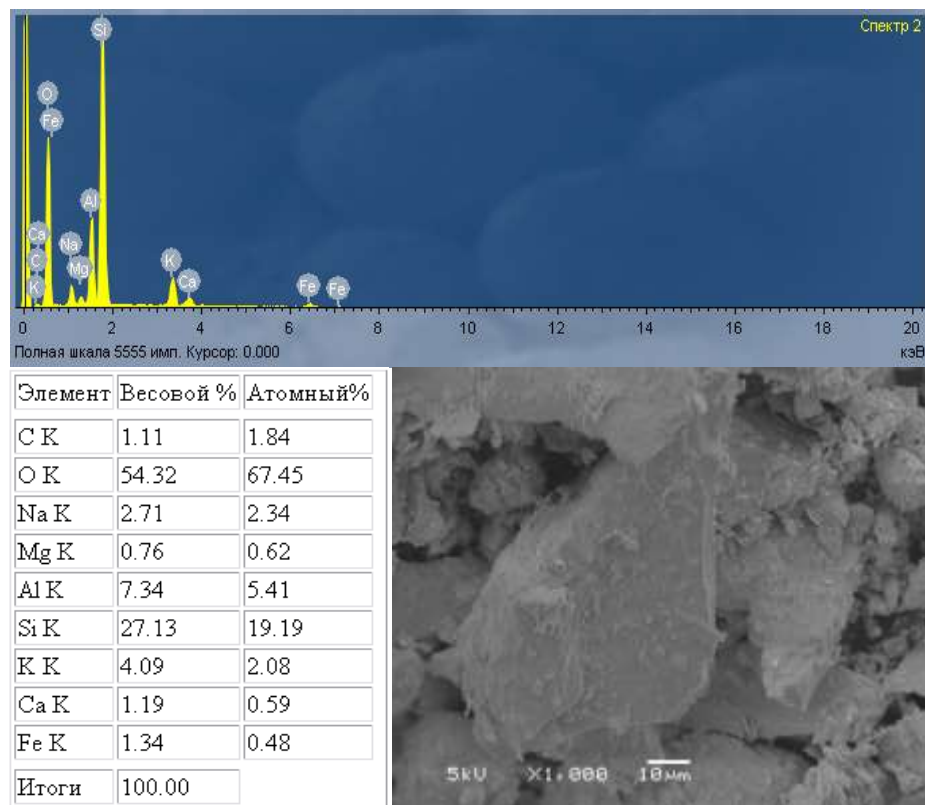 Спектр 2
Si
O
Fe
Al
Ca
Na
C
Mg
K
K
Ca
Fe
Fe
0 2 4 6 8 10 12 14 16 18 20
Полная шкала 5555 имп. Курсор: 0.000
кэВ
Элемент Весовой % Атомный%
C K 1.11 1.84
O K 54.32 67.45
Na K 2.71 2.34
Mg K 0.76 0.62
Al K 7.34 5.41
Si K 27.13 19.19
K K 4.09 2.08
Ca K 1.19 0.59
Fe K 1.34 0.48
Итоги 100.00
5kU X1,000 10µm